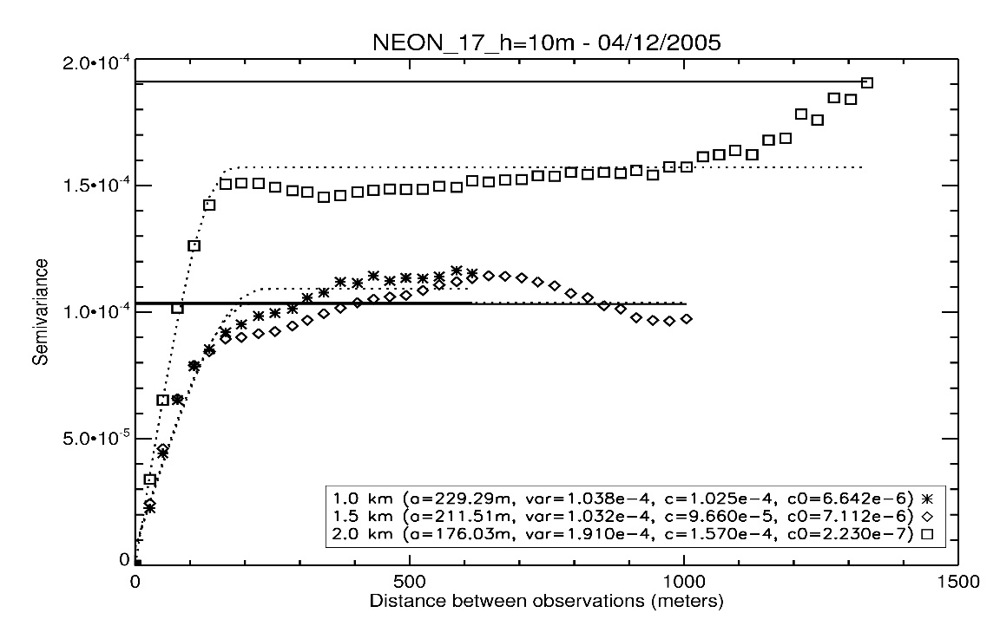 NEON_17_h=10m - 04/12/2005
2.0•10-4
1.5•10-4
1.0•10-4
5.0•10-5
0
Semivariance
1.0 km (a=229.29m, var=1.038e-4, c=1.025e-4, c0=6.642e-6)
1.5 km (a=211.51m, var=1.032e-4, c=9.660e-5, c0=7.112e-6)
2.0 km (a=176.03m, var=1.910e-4, c=1.570e-4, c0=2.230e-7)
0 500 1000 1500
Distance between observations (meters)